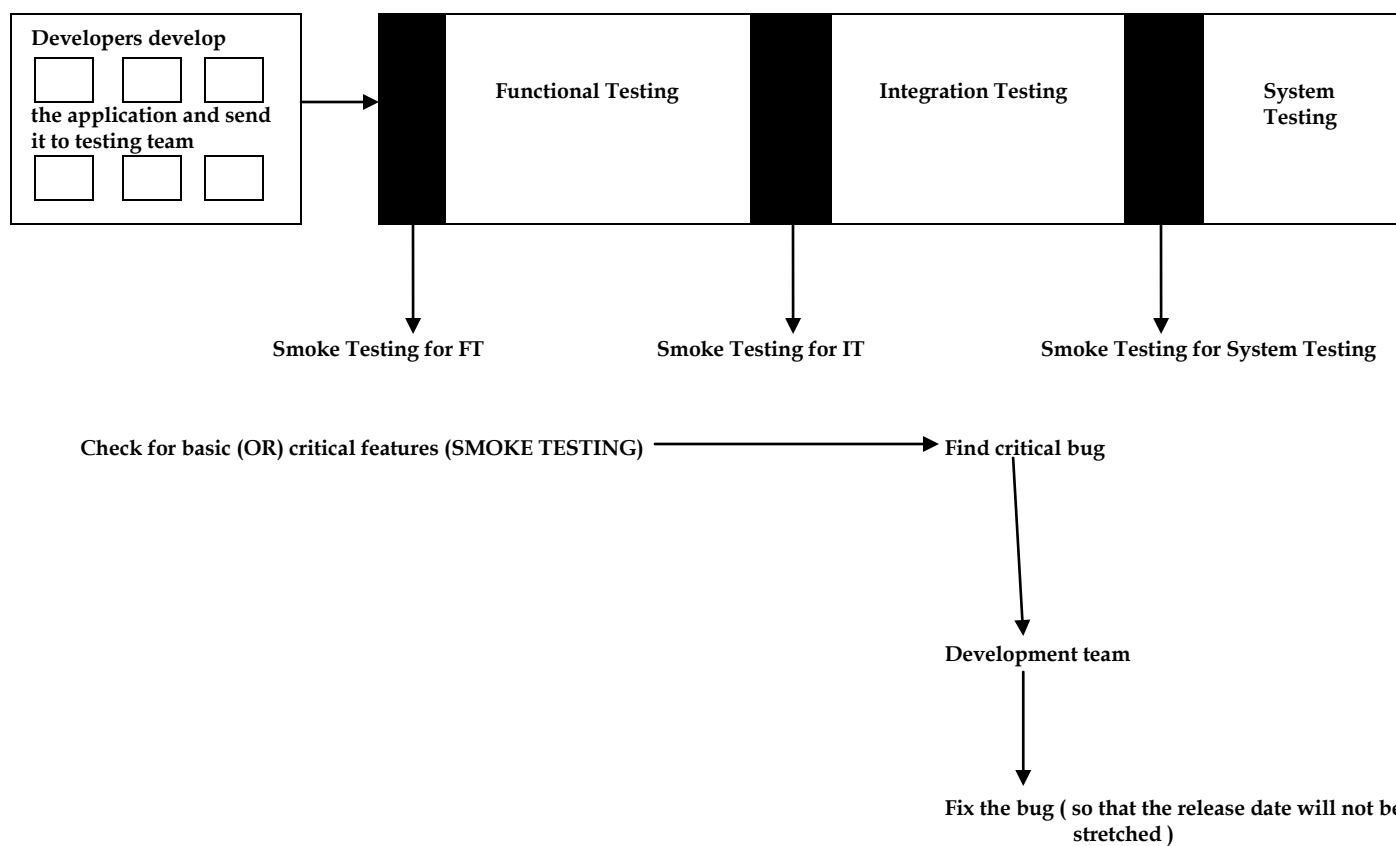 Developers develop
the application and send
it to testing team
Functional Testing
Integration Testing
System
Testing
Smoke Testing for FT
Smoke Testing for IT
Smoke Testing for System Testing
Check for basic (OR) critical features (SMOKE TESTING)
Find critical bug
Development team
Fix the bug ( so that the release date will not be
stretched )